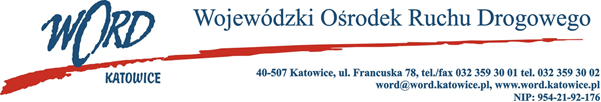 WORD
KATOWICE
Wojewódzki Ośrodek Ruchu Drogowego
40-507 Katowice, ul. Francuska 78, tel./fax 032 359 30 01 tel. 032 359 30 02
word@word.katowice.pl, www.word.katowice.pl
NIP: 954-21-92-176